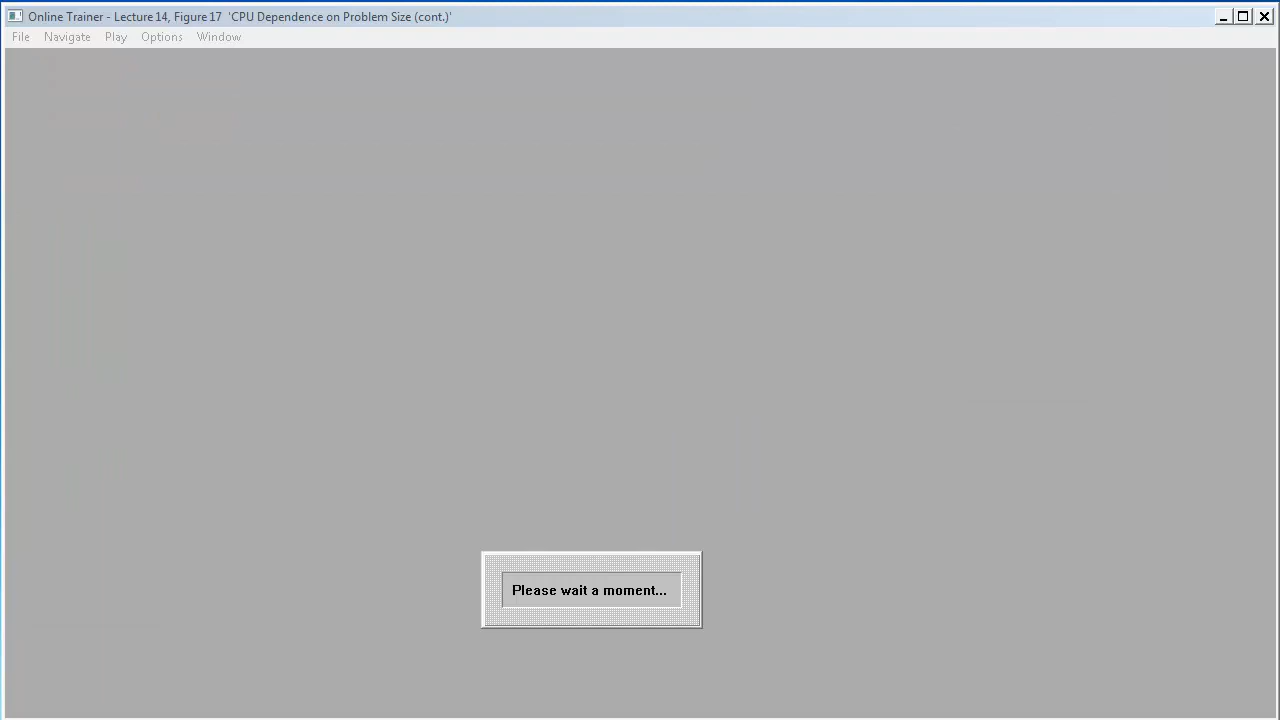 Online Trainer - Lecture 14, Figure 17 'CPU Dependence on Problem Size (cont.)'
File Navigate Play Options Window
Please wait a moment...